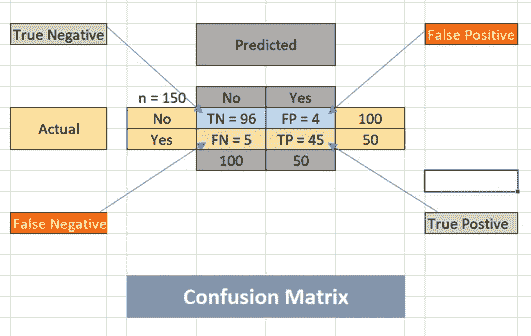 True Negative
Predicted
False Positive
n = 150 No Yes
Actual
No TN = 96 FP = 4 100
Yes FN = 5 TP = 45 50
100 50
False Negative
True Postive
Confusion Matrix